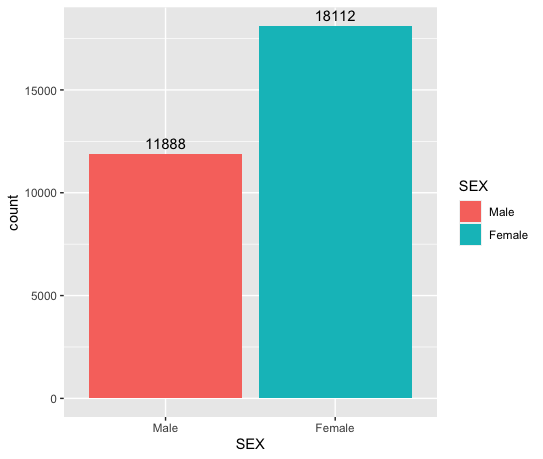 18112
11888
15000
10000
5000
0
count
Male Female
SEX
SEX
Male
Female